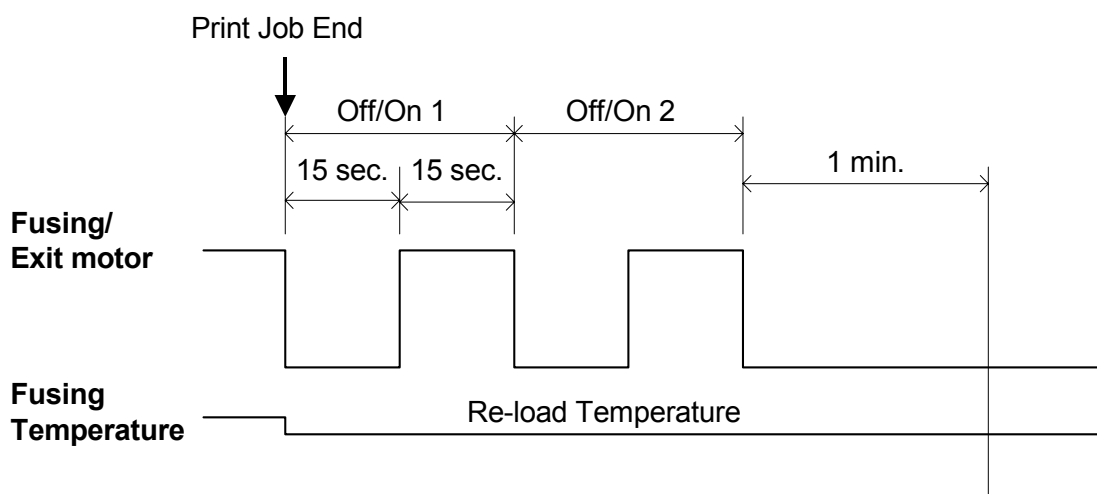 Print Job End
Off/On 1
Off/On 2
15 sec.
15 sec.
1 min.
Fusing/
Exit motor
Fusing
Temperature
Re-load Temperature